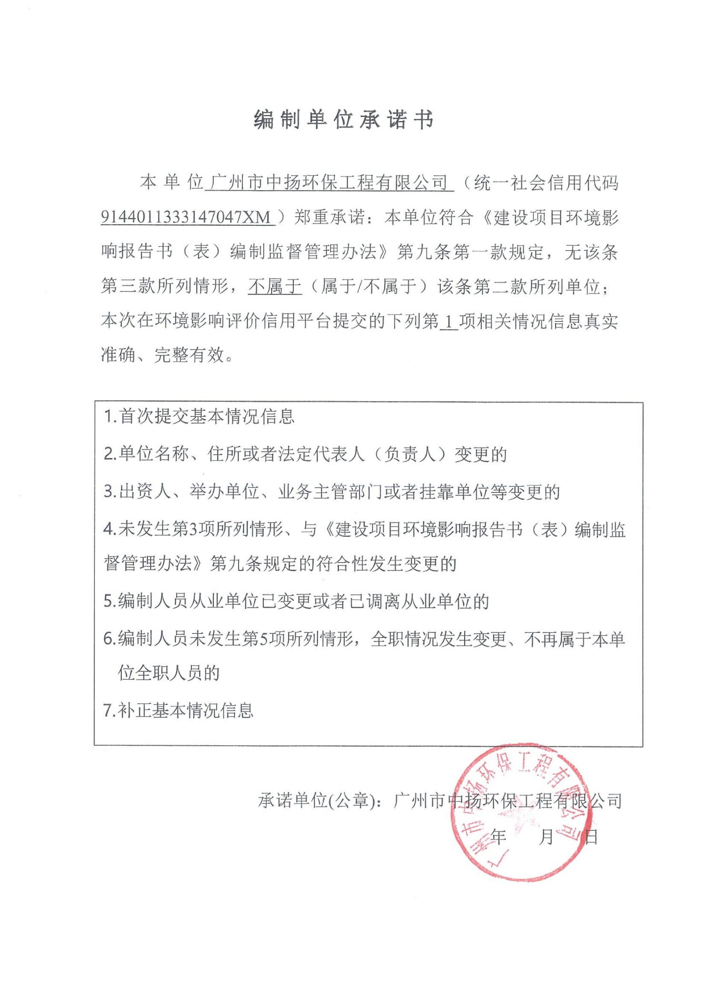 编制单位承诺书
本单位广州市中扬环保工程有限公司（统一社会信用代码
9144011333147047XM）郑重承诺：本单位符合《建设项目环境影
响报告书（表）编制监督管理办法》第九条第一款规定，无该条
第三款所列情形，不属于（属于/不属于）该条第二款所列单位；
本次在环境影响评价信用平台提交的下列第1项相关情况信息真实
准确、完整有效。
1.首次提交基本情况信息
2.单位名称、住所或者法定代表人（负责人）变更的
3.出资人、举办单位、业务主管部门或者挂靠单位等变更的
4.未发生第3项所列情形、与《建设项目环境影响报告书（表）编制监
督管理办法》第九条规定的符合性发生变更的
5.编制人员从业单位已变更或者已调离从业单位的
6.编制人员未发生第5项所列情形，全职情况发生变更、不再属于本单
位全职人员的
7.补正基本情况信息
承诺单位(公章)：广州市中扬环保工程有限公司
年 月 日
广州市中扬环保工程有限公司